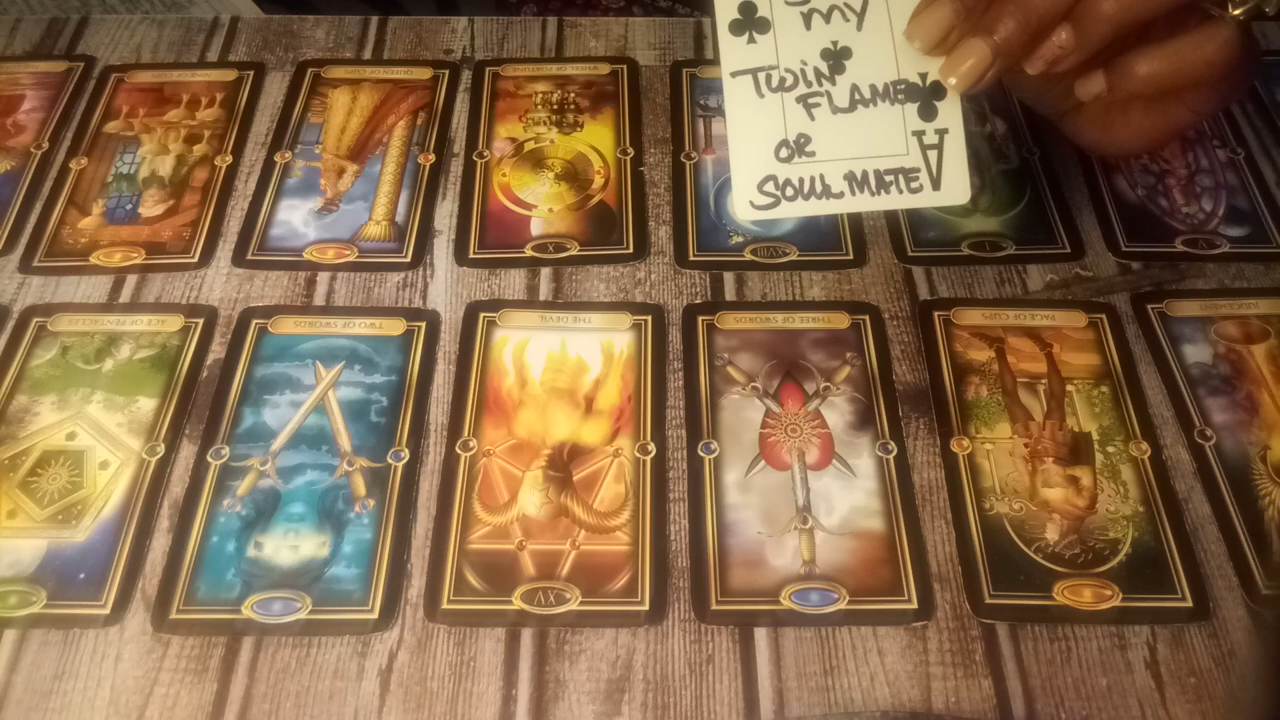 MY
TWIN
FLAME
OR
SOUL MATE
A
NINE OF CUPS
QUEEN OF CUPS
WHEEL OF FORTUNE
X
XVIII
I
V
ACE OF PENTACLES
TWO OF SWORDS
THE DEVIL
XV
THREE OF SWORDS
PAGE OF CUPS
JUDGEMENT